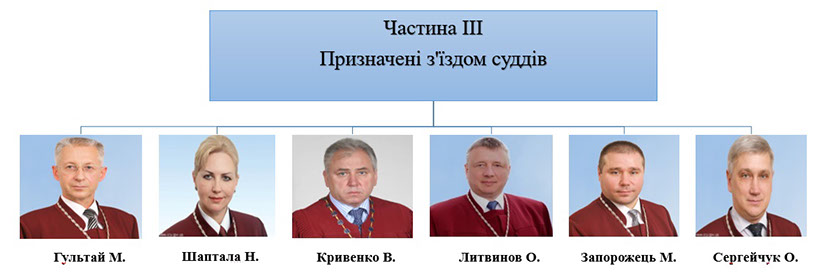 Частина III
Призначені з'їздом суддів
Гультай М.
Шаптала Н.
Кривенко В.
Литвинов О.
Запорожець М.
Сергейчук О.